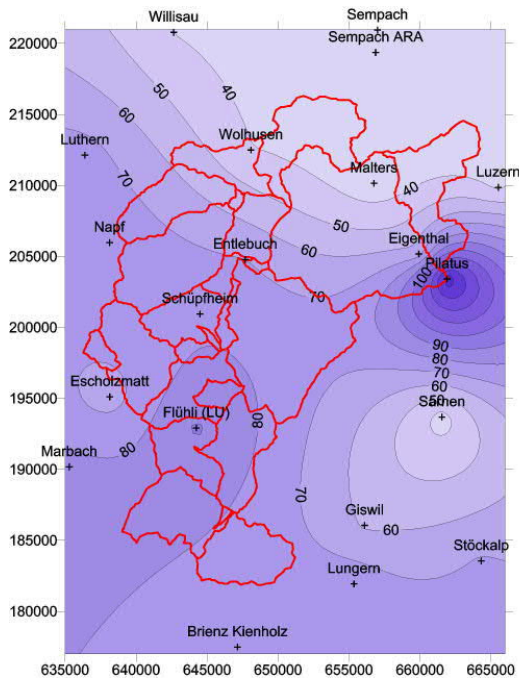 Willisau
Sempach
220000
Sempach ARA
50
40
60
215000
Luthern
Wolhusen
70
Malters
Luzern
210000
40
50
Napf
Entlebuch
60
Eigenthal
205000
Pilatus
100
70
Schüpfheim
200000
90
80
70
60
Escholzmatt
50
195000
Sarnen
Flühli (LU)
80
80
Marbach
190000
70
Giswil
60
185000
Stöckalp
Lungern
180000
Brienz Kienholz
635000 640000 645000 650000 655000 660000 665000